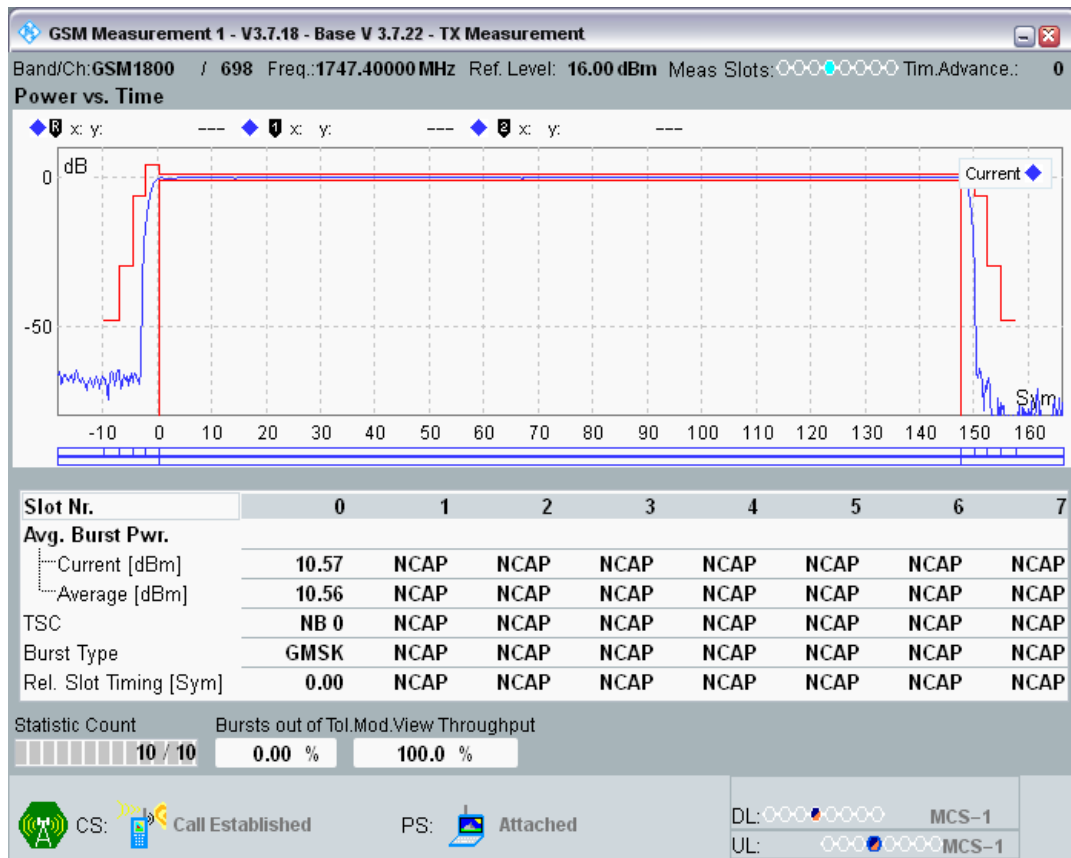 GSM Measurement 1 - V3.7.18 - Base V 3.7.22 - TX Measurement
Band/Ch:GSM1800 / 698 Freq.:1747.40000 MHz Ref. Level: 16.00 dBm Meas Slots: Tim.Advance.: 0
Power vs. Time
R x: y: --- 1 x: y: --- 2 x: y: ---
dB
Current
0
-50
Sym
-10 0 10 20 30 40 50 60 70 80 90 100 110 120 130 140 150 160
Slot Nr. 0 1 2 3 4 5 6 7
Avg. Burst Pwr.
Current [dBm] 10.57 NCAP NCAP NCAP NCAP NCAP NCAP NCAP
Average [dBm] 10.56 NCAP NCAP NCAP NCAP NCAP NCAP NCAP
TSC NB 0 NCAP NCAP NCAP NCAP NCAP NCAP NCAP
Burst Type GMSK NCAP NCAP NCAP NCAP NCAP NCAP NCAP
Rel. Slot Timing [Sym] 0.00 NCAP NCAP NCAP NCAP NCAP NCAP NCAP
Statistic Count Bursts out of Tol.Mod.View Throughput
10 / 10 0.00 % 100.0 %
CS: Call Established PS: Attached
DL: MCS-1
UL: MCS-1